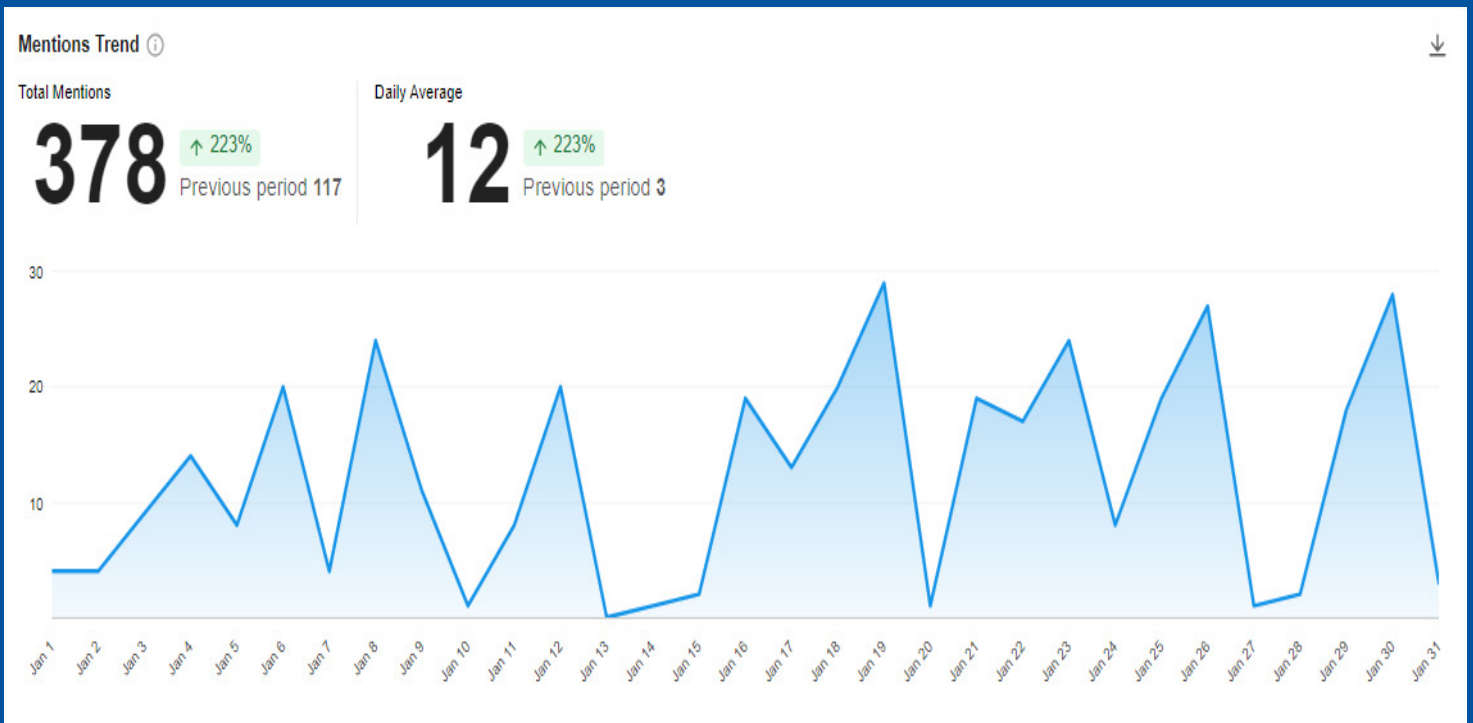 Mentions Trend
Total Mentions
378
↑ 223%
Previous period 117
Daily Average
12
↑ 223%
Previous period 3
30
20
10
Jan 1
Jan 2
Jan 3
Jan 4
Jan 5
Jan 6
Jan 7
Jan 8
Jan 9
Jan 10
Jan 11
Jan 12
Jan 13
Jan 14
Jan 15
Jan 16
Jan 17
Jan 18
Jan 19
Jan 20
Jan 21
Jan 22
Jan 23
Jan 24
Jan 25
Jan 26
Jan 27
Jan 28
Jan 29
Jan 30
Jan 31